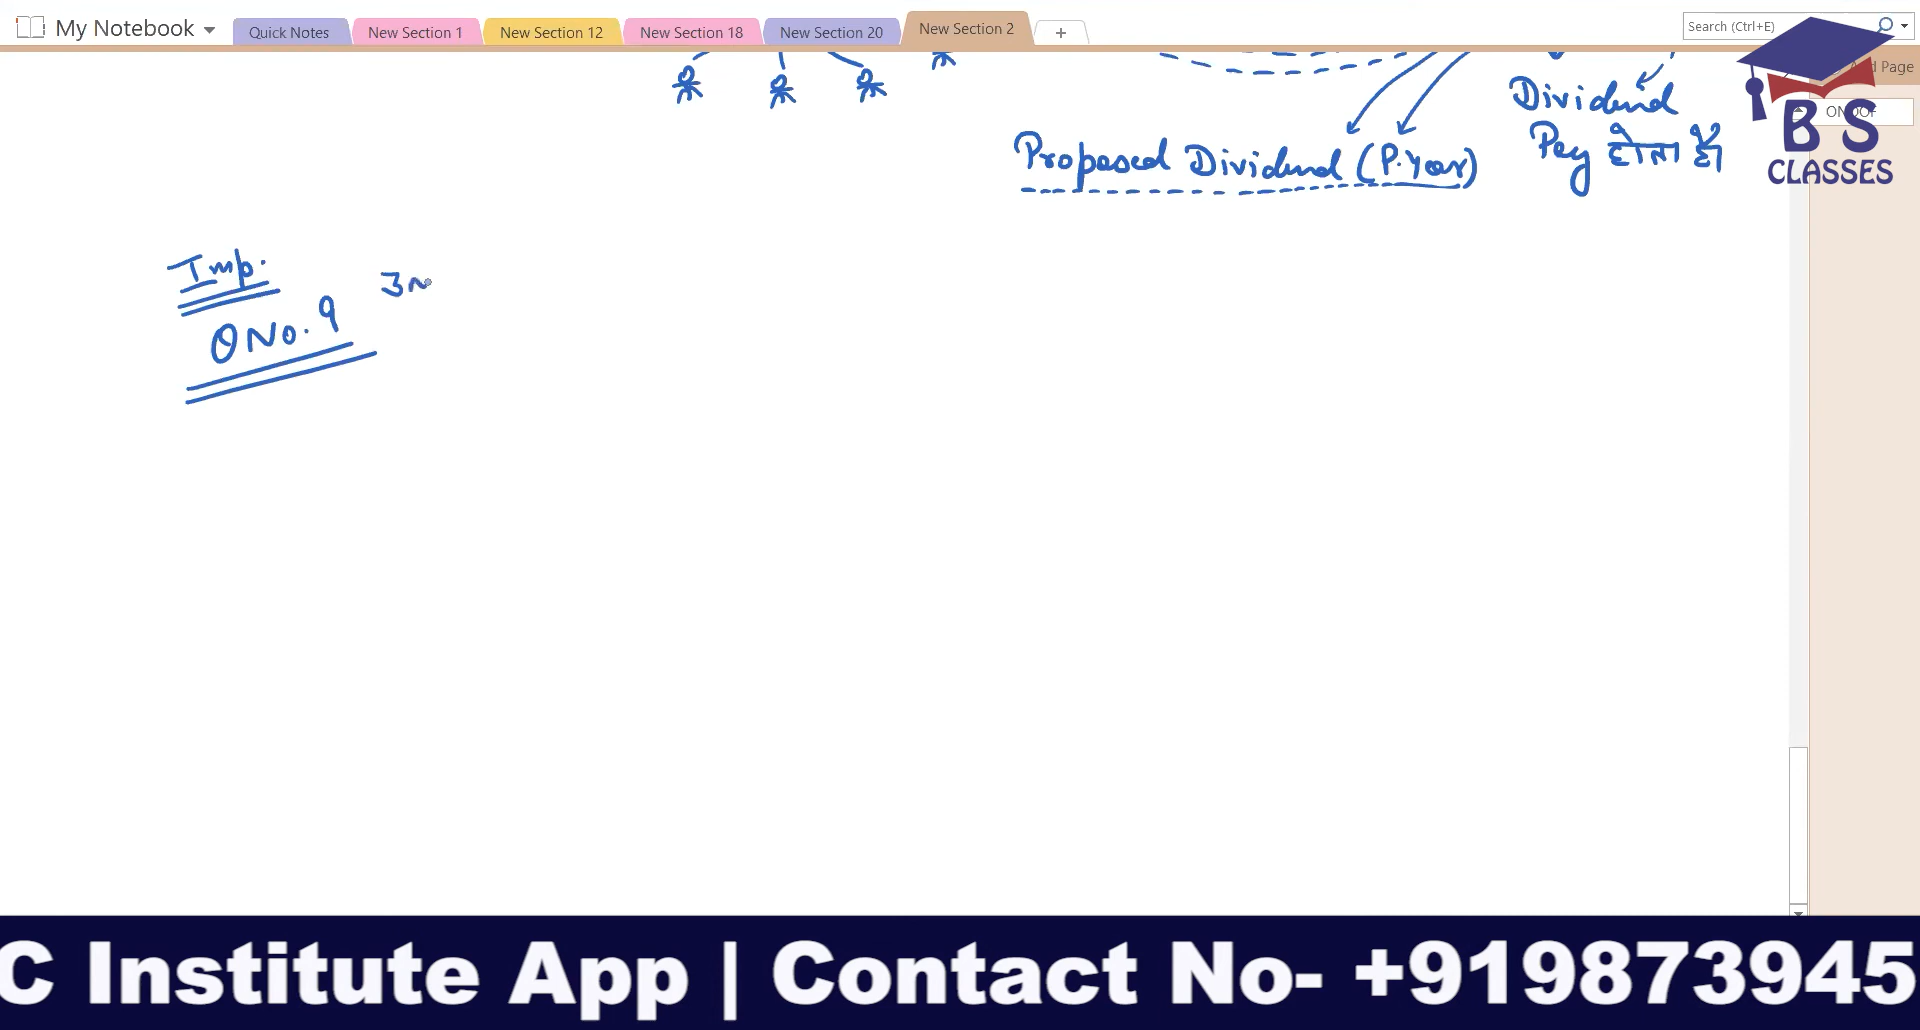 My Notebook Quick Notes New Section 1 New Section 12 New Section 18 New Section 20 New Section 2 +
Search (Ctrl+E)
d Page
Dividend
Pay होता है
Proposed Dividend (P.Year)
BS
CLASSES
Imp.
QNo. 9
C Institute App | Contact No- +919873945